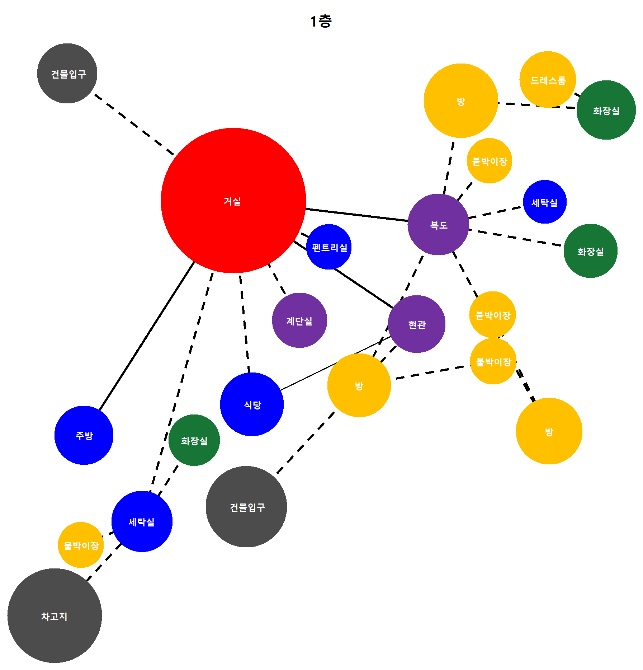 1층
건물입구
방
드레스룸
화장실
붙박이장
거실
복도
세탁실
팬트리실
화장실
계단실
현관
붙박이장
붙박이장
방
식당
주방
화장실
방
건물입구
세탁실
붙박이장
차고지